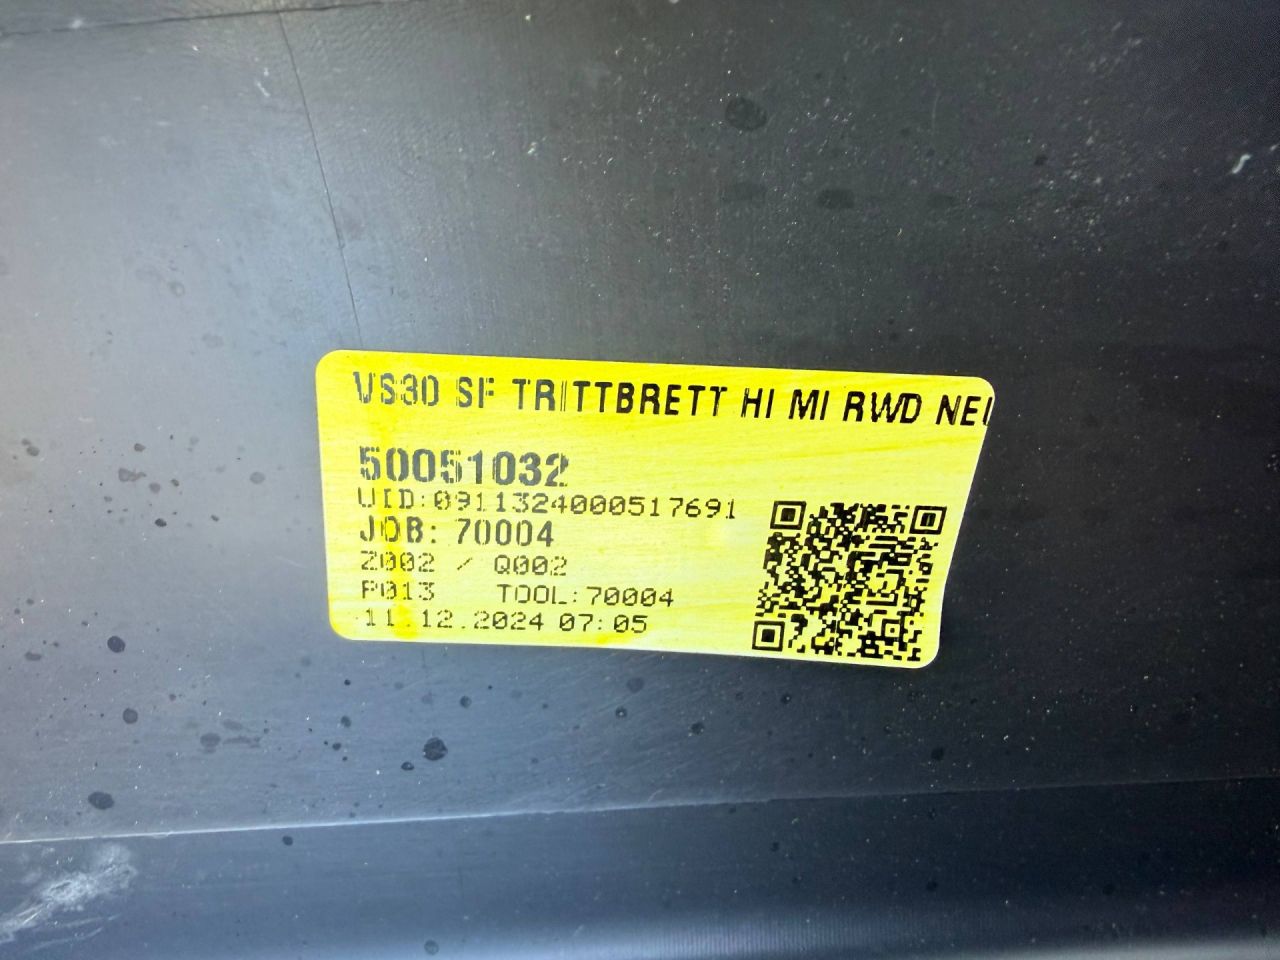 VS30 SF TRITTBRETT HI MI RWD NEU
50051032
UID:0911324000517691
JOB: 70004
Z002 / Q002
P013 TOOL:70004
11.12.2024 07:05